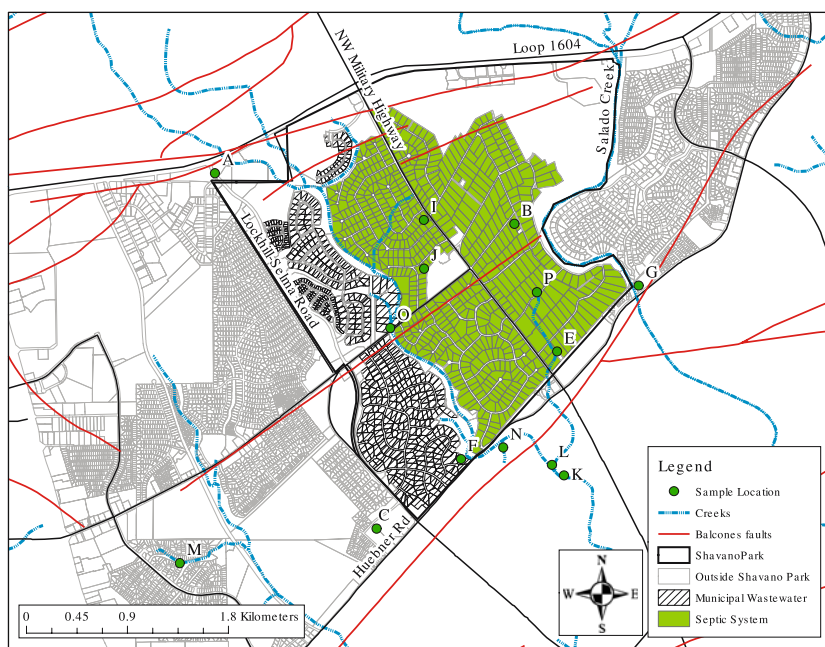 Loop 1604
NW Military Highway
Salado Creek
A
I
B
Lockhill Selma Road
J
P
G
O
E
F
N
L
K
C
Huebner Rd
M
Legend
Sample Location
Creeks
Balcones faults
ShavanoPark
Outside Shavano Park
Municipal Wastewater
Septic System
N
W E
S
0 0.45 0.9 1.8 Kilometers